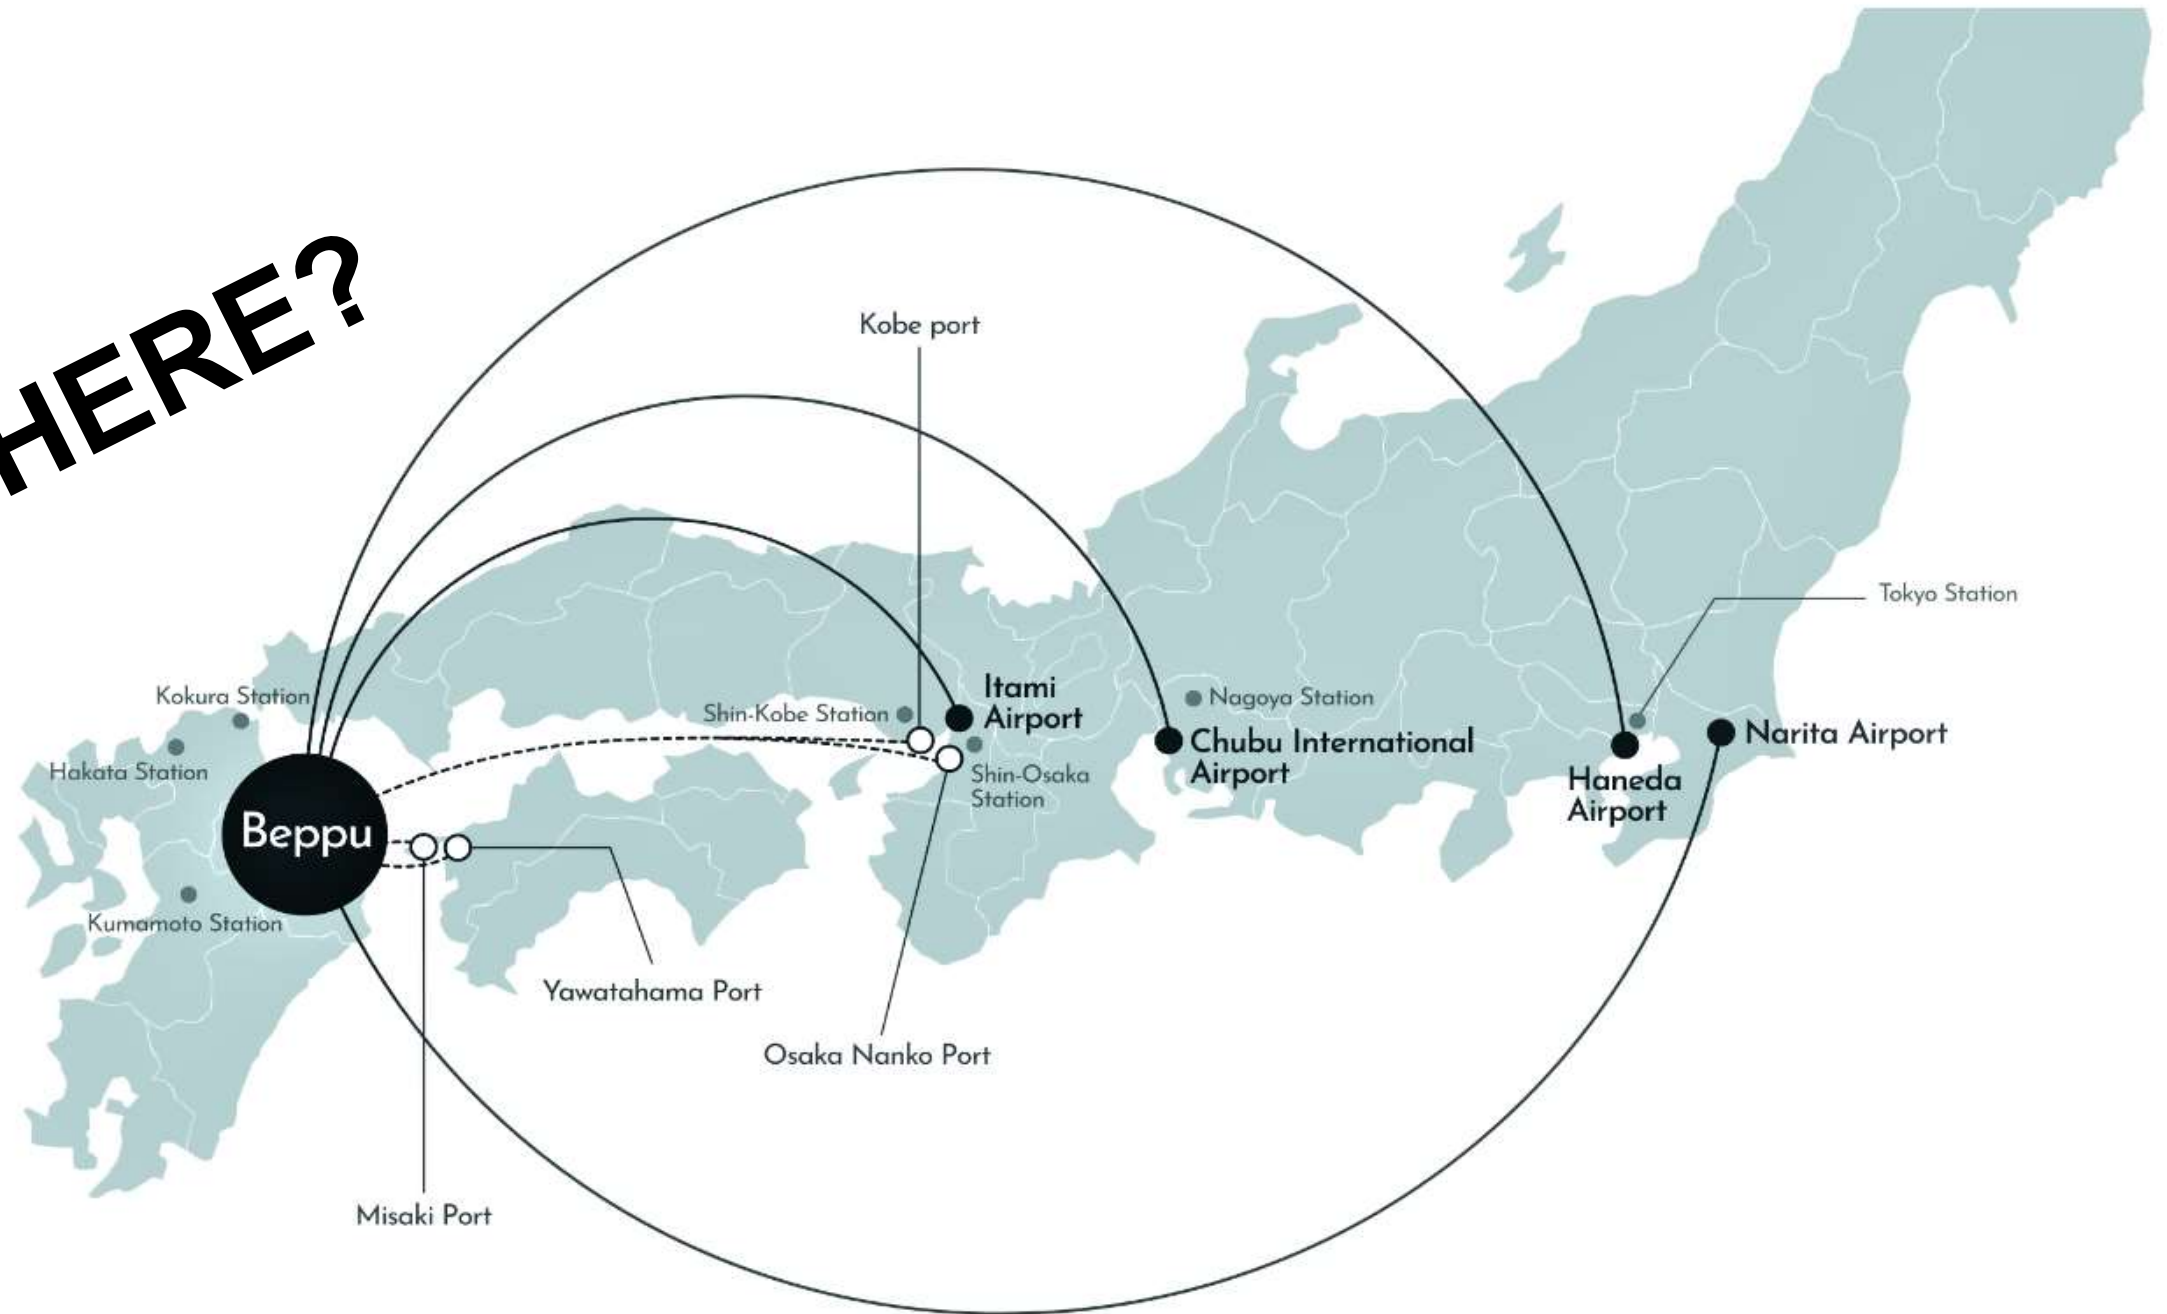 HERE?
Kobe port
Tokyo Station
Itami
Airport
Kokura Station
Nagoya Station
Shin-Kobe Station
Narita Airport
Chubu International
Airport
Hakata Station
Shin-Osaka
Station
Haneda
Airport
Beppu
Kumamoto Station
Yawatahama Port
Osaka Nanko Port
Misaki Port